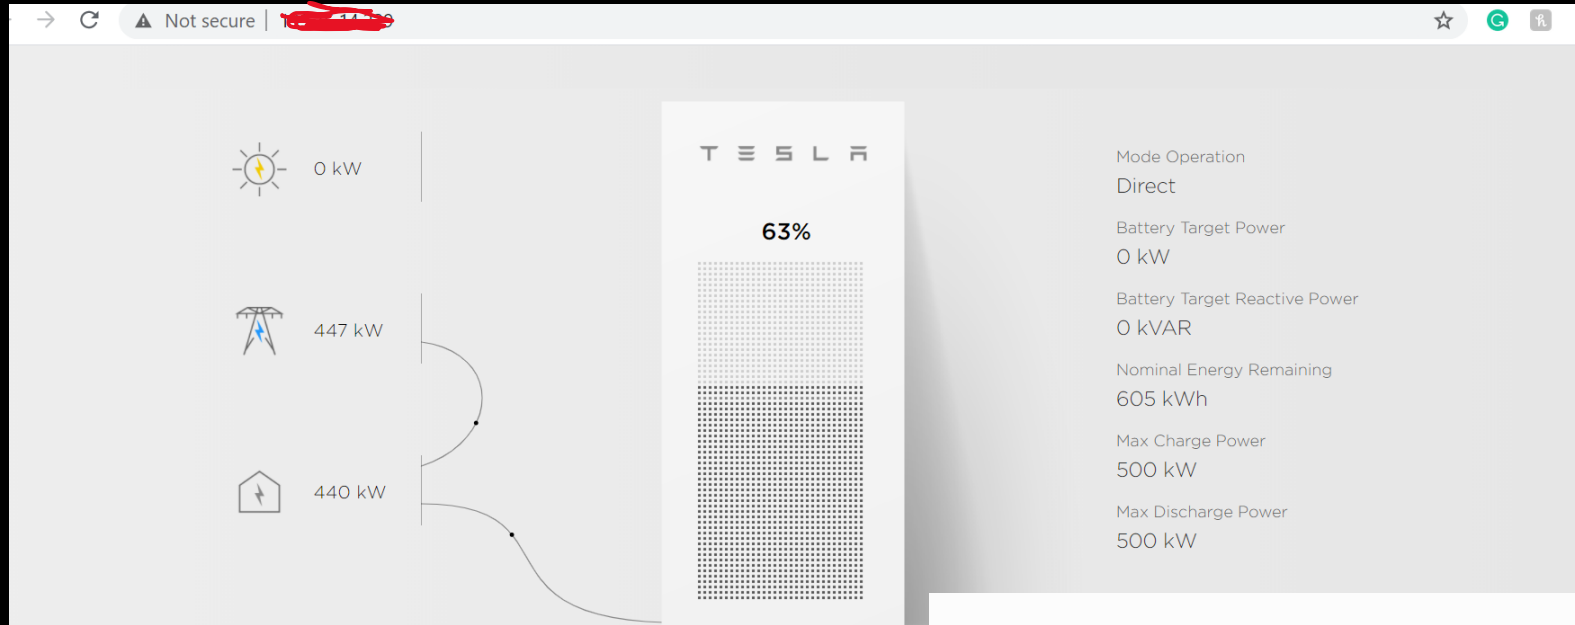 Not secure
0 kW
447 kW
440 kW
TESLA
63%
Mode Operation
Direct
Battery Target Power
0 kW
Battery Target Reactive Power
0 kVAR
Nominal Energy Remaining
605 kWh
Max Charge Power
500 kW
Max Discharge Power
500 kW